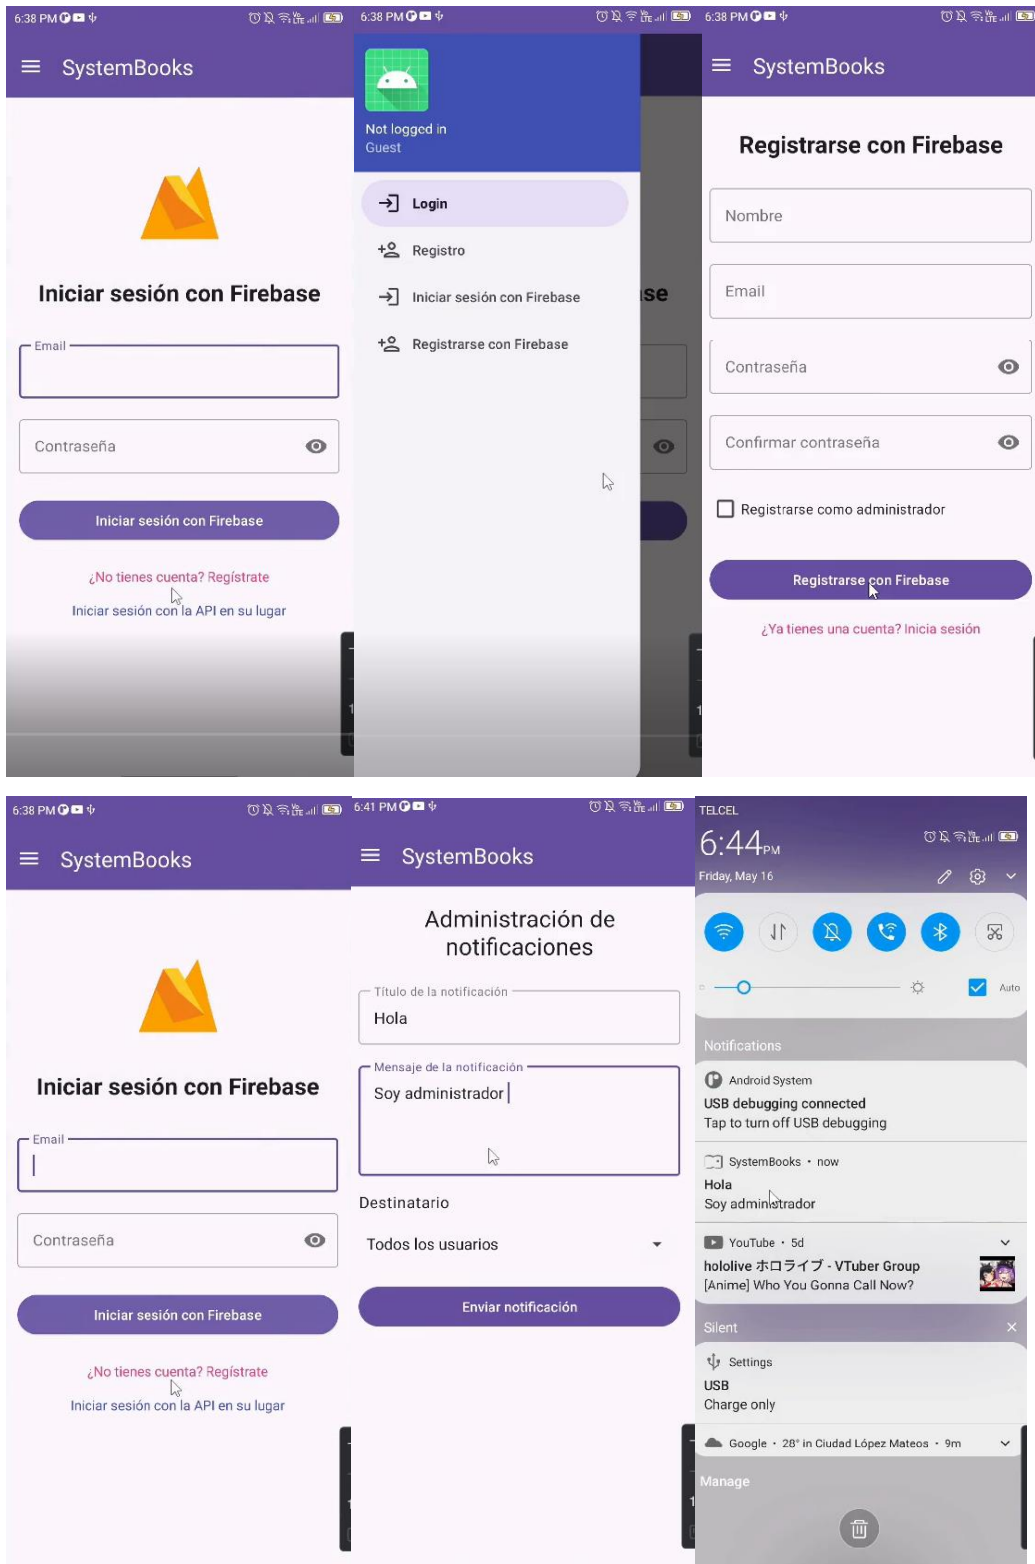 6:38 PM
SystemBooks
Iniciar sesión con Firebase
Email
Contraseña
Iniciar sesión con Firebase
¿No tienes cuenta? Regístrate
Iniciar sesión con la API en su lugar
6:38 PM
Not logged in
Guest
Login
Registro
Iniciar sesión con Firebase
Registrarse con Firebase
se
6:38 PM
SystemBooks
Registrarse con Firebase
Nombre
Email
Contraseña
Confirmar contraseña
Registrarse como administrador
Registrarse con Firebase
¿Ya tienes una cuenta? Inicia sesión
6:38 PM
SystemBooks
Iniciar sesión con Firebase
Email
Contraseña
Iniciar sesión con Firebase
¿No tienes cuenta? Regístrate
Iniciar sesión con la API en su lugar
6:41 PM
SystemBooks
Administración de
notificaciones
Título de la notificación
Hola
Mensaje de la notificación
Soy administrador
Destinatario
Todos los usuarios
Enviar notificación
TELCEL
6:44 PM
Friday, May 16
Auto
Notifications
Android System
USB debugging connected
Tap to turn off USB debugging
SystemBooks • now
Hola
Soy administrador
YouTube • 5d
hololive ホロライブ - VTuber Group
[Anime] Who You Gonna Call Now?
Silent
Settings
USB
Charge only
Google • 28° in Ciudad López Mateos • 9m
Manage